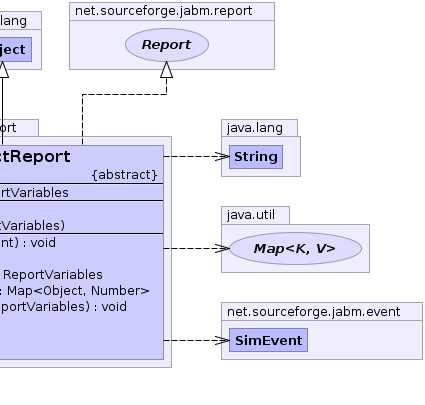 net.sourceforge.jabm.report
lang
Report
ject
java.lang
ort
String
ctReport
{abstract}
rtVariables
java.util
tVariables)
nt) : void
Map<K, V>
ReportVariables
: Map<Object, Number>
portVariables) : void
net.sourceforge.jabm.event
SimEvent